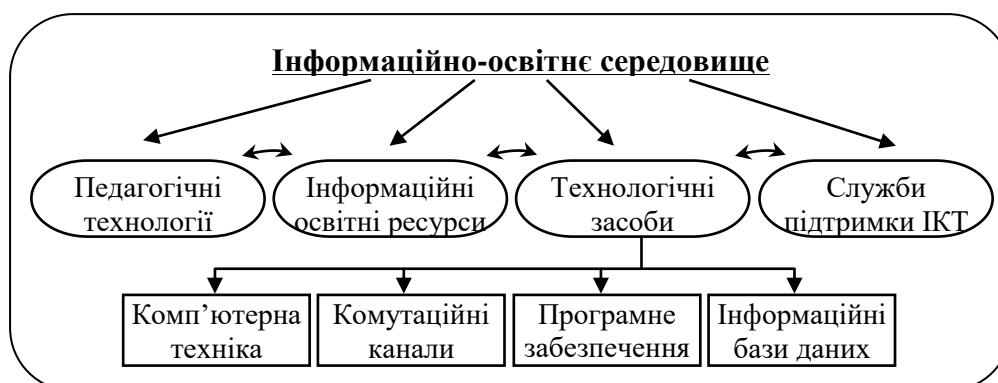 Інформаційно-освітнє середовище
Педагогічні
технології
Інформаційні
освітні ресурси
Технологічні
засоби
Служби
підтримки ІКТ
Комп’ютерна
техніка
Комутаційні
канали
Програмне
забезпечення
Інформаційні
бази даних